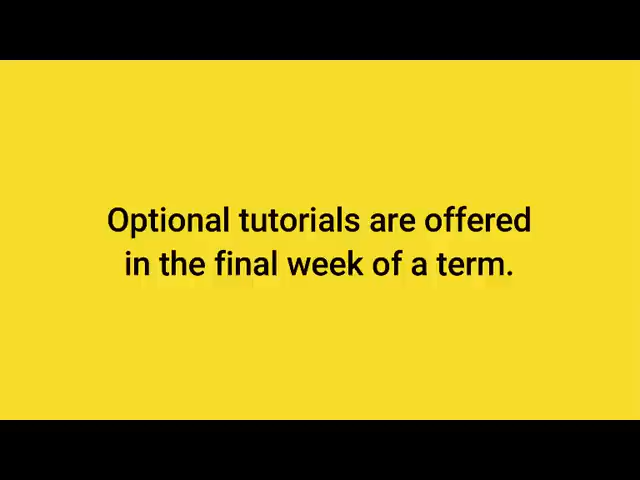 Optional tutorials are offered
in the final week of a term.